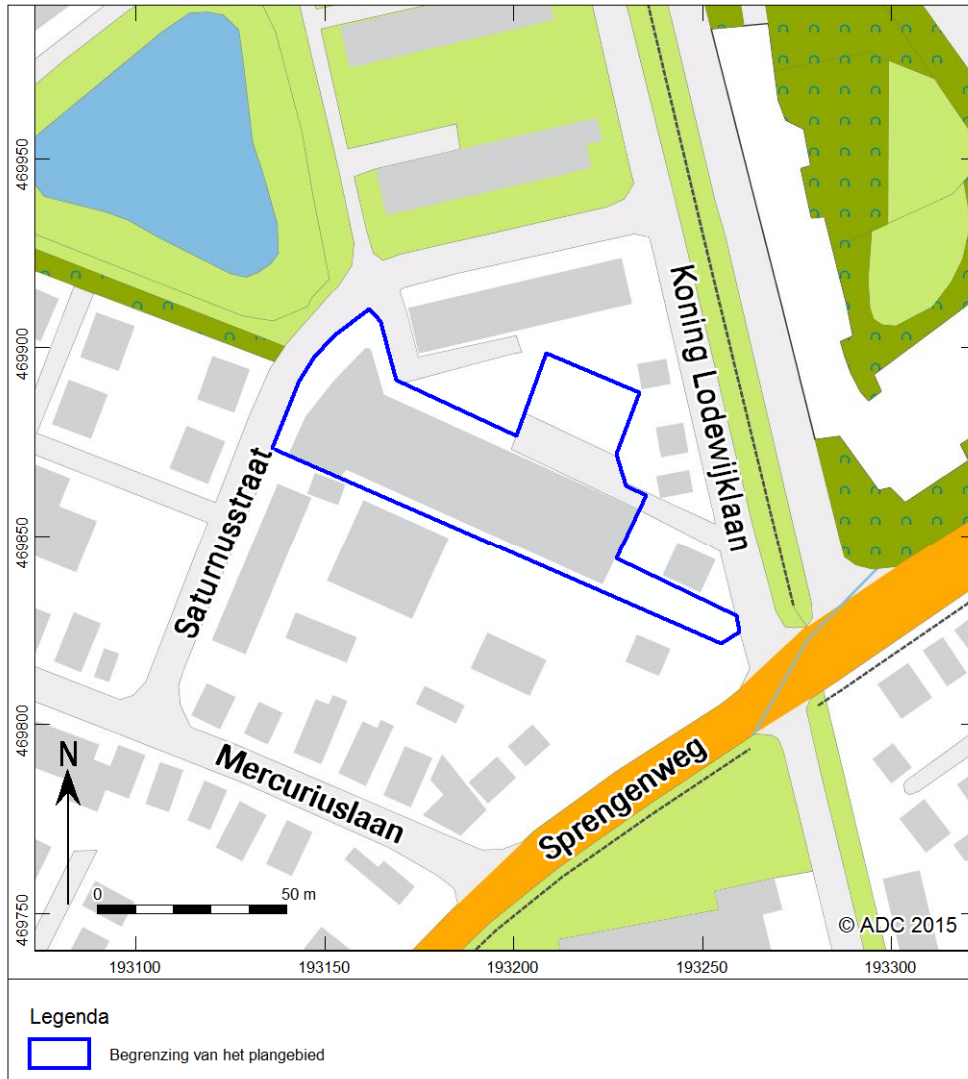 469950
469900
469850
469800
469750
Koning Lodewijklaan
Saturnusstraat
Mercuriuslaan
Sprengenweg
N
0 50 m
© ADC 2015
193100 193150 193200 193250 193300
Legenda
Begrenzing van het plangebied